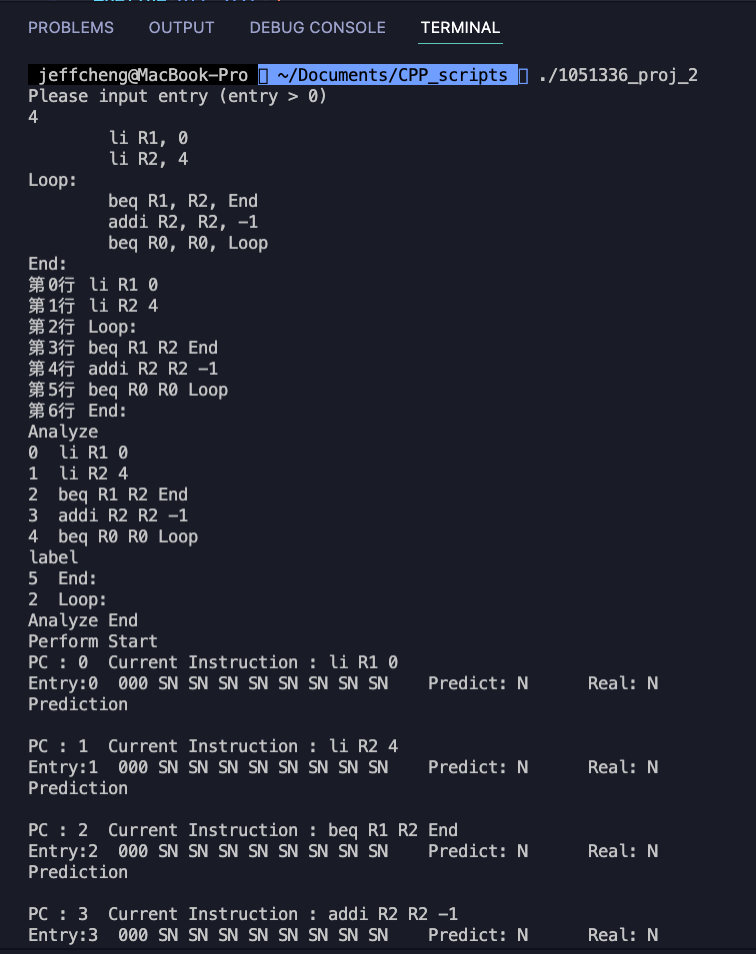 PROBLEMS OUTPUT DEBUG CONSOLE TERMINAL
jeffcheng@MacBook-Pro ~/Documents/CPP_scripts ./1051336_proj_2
Please input entry (entry > 0)
4
li R1, 0
li R2, 4
Loop:
beq R1, R2, End
addi R2, R2, -1
beq R0, R0, Loop
End:
第0行 li R1 0
第1行 li R2 4
第2行 Loop:
第3行 beq R1 R2 End
第4行 addi R2 R2 -1
第5行 beq R0 R0 Loop
第6行 End:
Analyze
0 li R1 0
1 li R2 4
2 beq R1 R2 End
3 addi R2 R2 -1
4 beq R0 R0 Loop
label
5 End:
2 Loop:
Analyze End
Perform Start
PC : 0 Current Instruction : li R1 0
Entry:0 000 SN SN SN SN SN SN SN SN Predict: N Real: N
Prediction
PC : 1 Current Instruction : li R2 4
Entry:1 000 SN SN SN SN SN SN SN SN Predict: N Real: N
Prediction
PC : 2 Current Instruction : beq R1 R2 End
Entry:2 000 SN SN SN SN SN SN SN SN Predict: N Real: N
Prediction
PC : 3 Current Instruction : addi R2 R2 -1
Entry:3 000 SN SN SN SN SN SN SN SN Predict: N Real: N